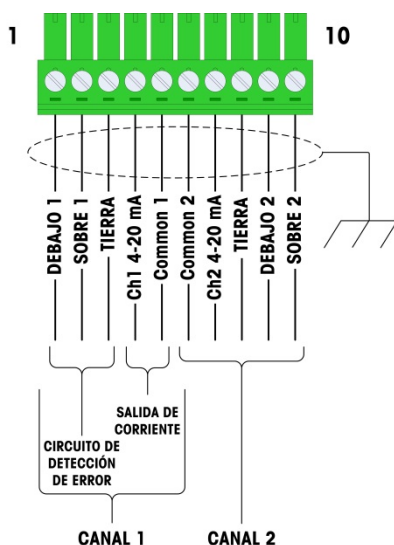 1
10
DEBAJO 1
SOBRE 1
TIERRA
Ch1 4-20 mA
Common 1
Common 2
Ch2 4-20 mA
TIERRA
DEBAJO 2
SOBRE 2
SALIDA DE
CORRIENTE
CIRCUITO DE
DETECCIÓN
DE ERROR
CANAL 1
CANAL 2